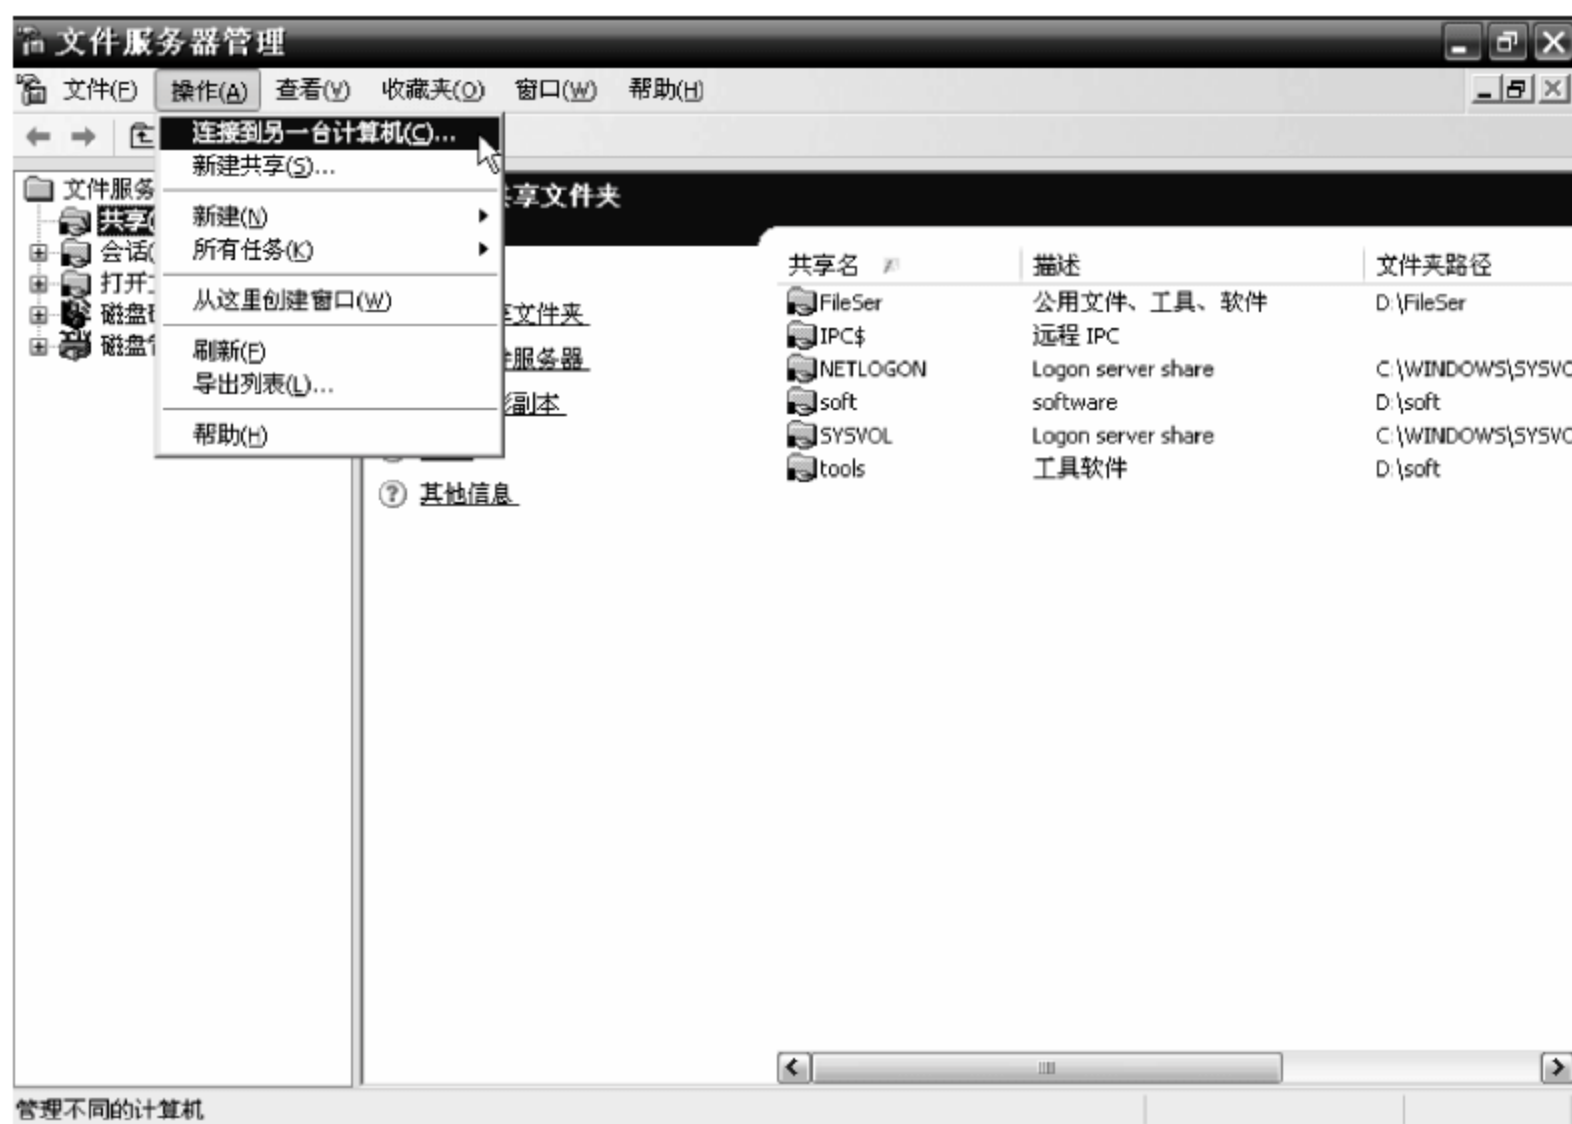 文件服务器管理
文件(F) 操作(A) 查看(V) 收藏夹(O) 窗口(W) 帮助(H)
连接到另一台计算机(C)...
新建共享(S)...
新建(N)
所有任务(K)
从这里创建窗口(W)
刷新(F)
导出列表(L)...
帮助(H)
文件服务
共享(
会话(
打开
磁盘
磁盘
享文件夹
文件夹
服务器
副本
其他信息
共享名 描述 文件夹路径
FileSer 公用文件、工具、软件 D:\FileSer
IPC$ 远程 IPC
NETLOGON Logon server share C:\WINDOWS\SYSVO
soft software D:\soft
SYSVOL Logon server share C:\WINDOWS\SYSVO
tools 工具软件 D:\soft
管理不同的计算机